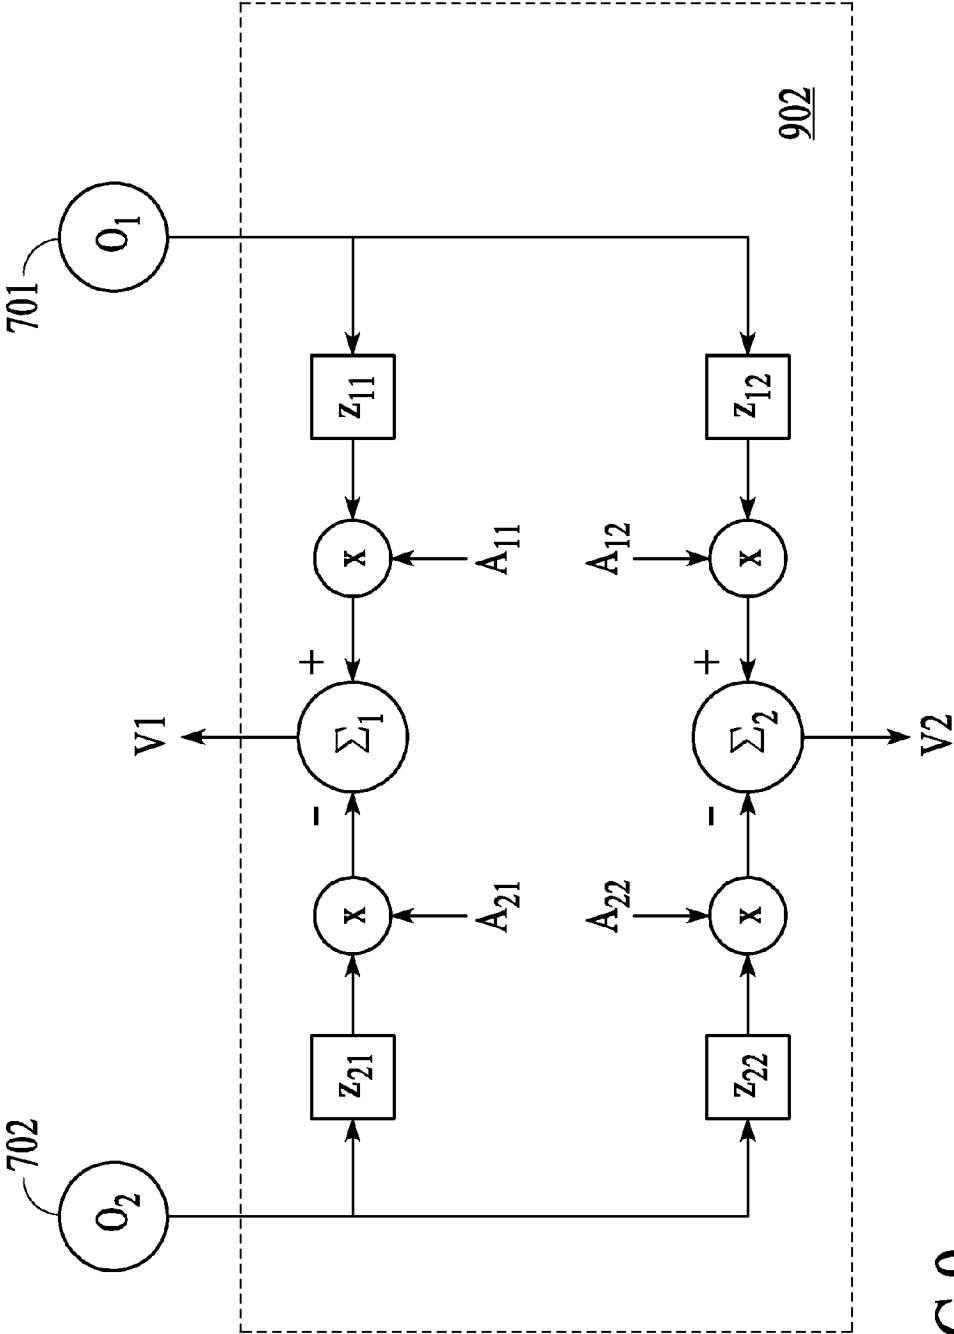 702
701
O₂
O₁
V1
−
+
z₂₁
x
Σ₁
x
z₁₁
A₂₁
A₁₁
A₂₂
A₁₂
−
+
z₂₂
x
Σ₂
x
z₁₂
902
V2